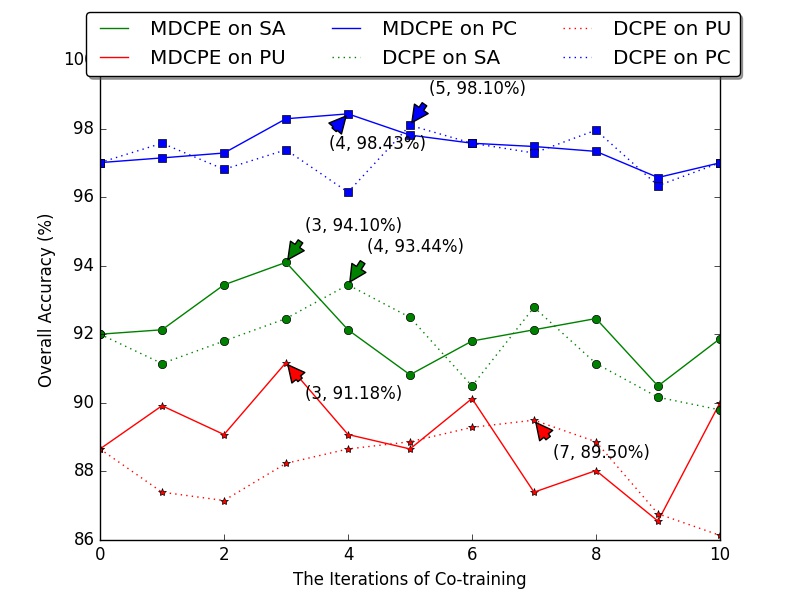 MDCPE on SA MDCPE on PC DCPE on PU
MDCPE on PU DCPE on SA DCPE on PC
(5, 98.10%)
98
(4, 98.43%)
96
(3, 94.10%)
(4, 93.44%)
94
92
(3, 91.18%)
90
(7, 89.50%)
88
86
0 2 4 6 8 10
The Iterations of Co-training
Overall Accuracy (%)